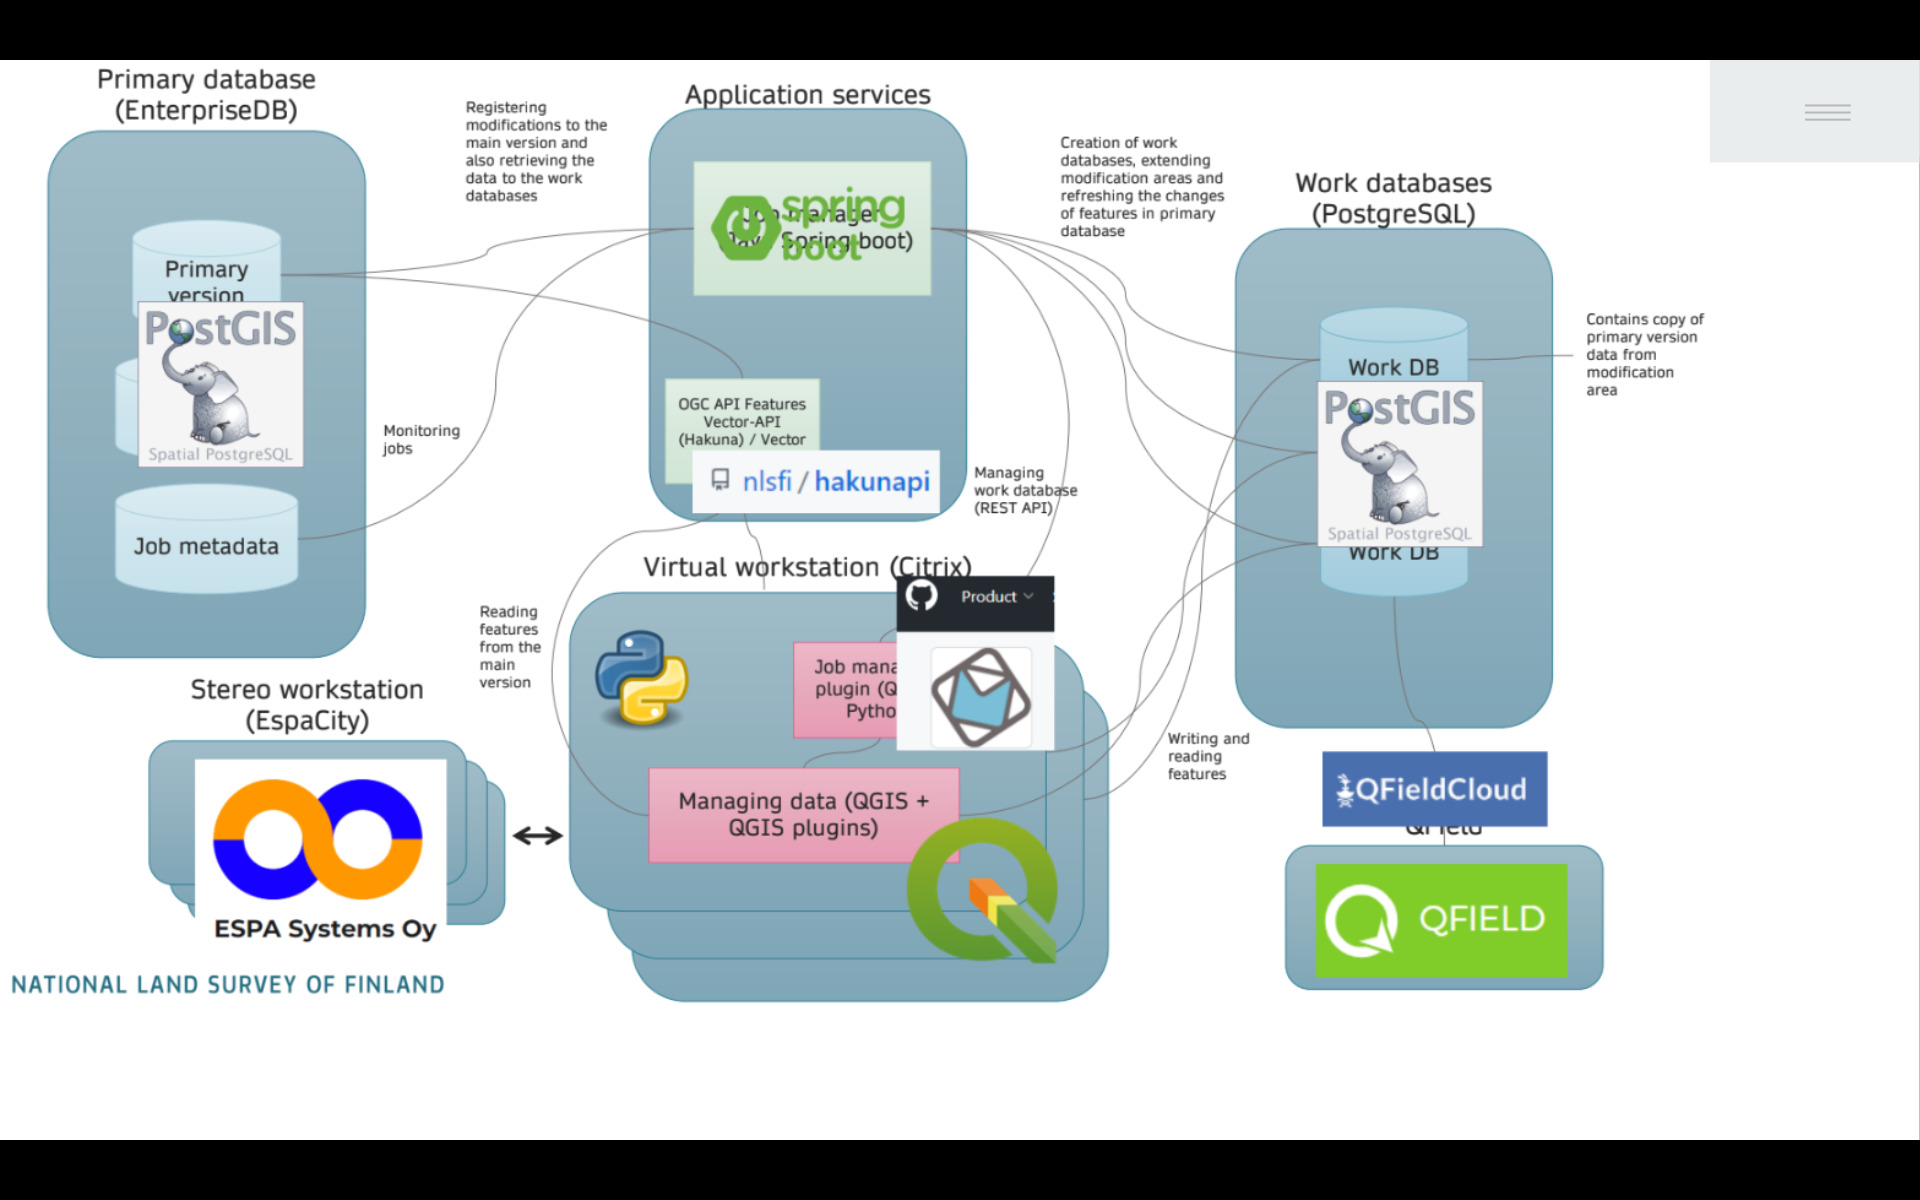 Primary database
(EnterpriseDB)
Primary
version
PostGIS
Spatial PostgreSQL
Job metadata
Registering
modifications to the
main version and
also retrieving the
data to the work
databases
Monitoring
jobs
Application services
spring
boot
Spring boot)
OGC API Features
Vector-API
(Hakuna) / Vector
nlsfi / hakunapi
Creation of work
databases, extending
modification areas and
refreshing the changes
of features in primary
database
Managing
work database
(REST API)
Work databases
(PostgreSQL)
Work DB
PostGIS
Spatial PostgreSQL
Work DB
Contains copy of
primary version
data from
modification
area
Virtual workstation (Citrix)
Product
Reading
features
from the
main
version
Job mana
plugin (Q
Pytho
Managing data (QGIS +
QGIS plugins)
Writing and
reading
features
Stereo workstation
(EspaCity)
ESPA Systems Oy
QFieldCloud
QField
QFIELD
NATIONAL LAND SURVEY OF FINLAND